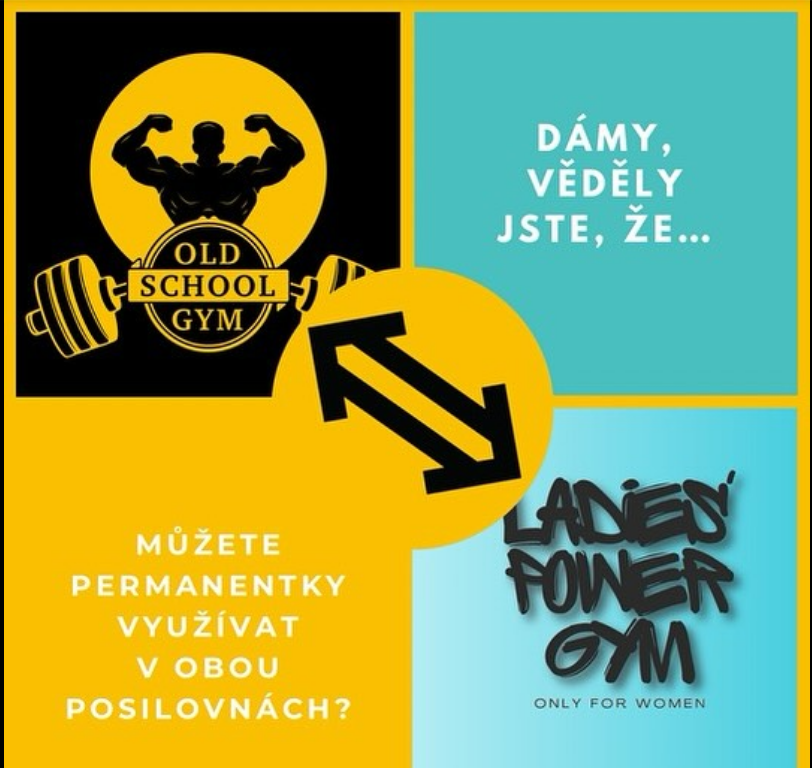 OLD
SCHOOL
GYM
DÁMY,
VĚDĚLY
JSTE, ŽE...
MŮŽETE
PERMANENTKY
VYUŽÍVAT
V OBOU
POSILOVNÁCH?
LADIES'
POWER
GYM
ONLY FOR WOMEN